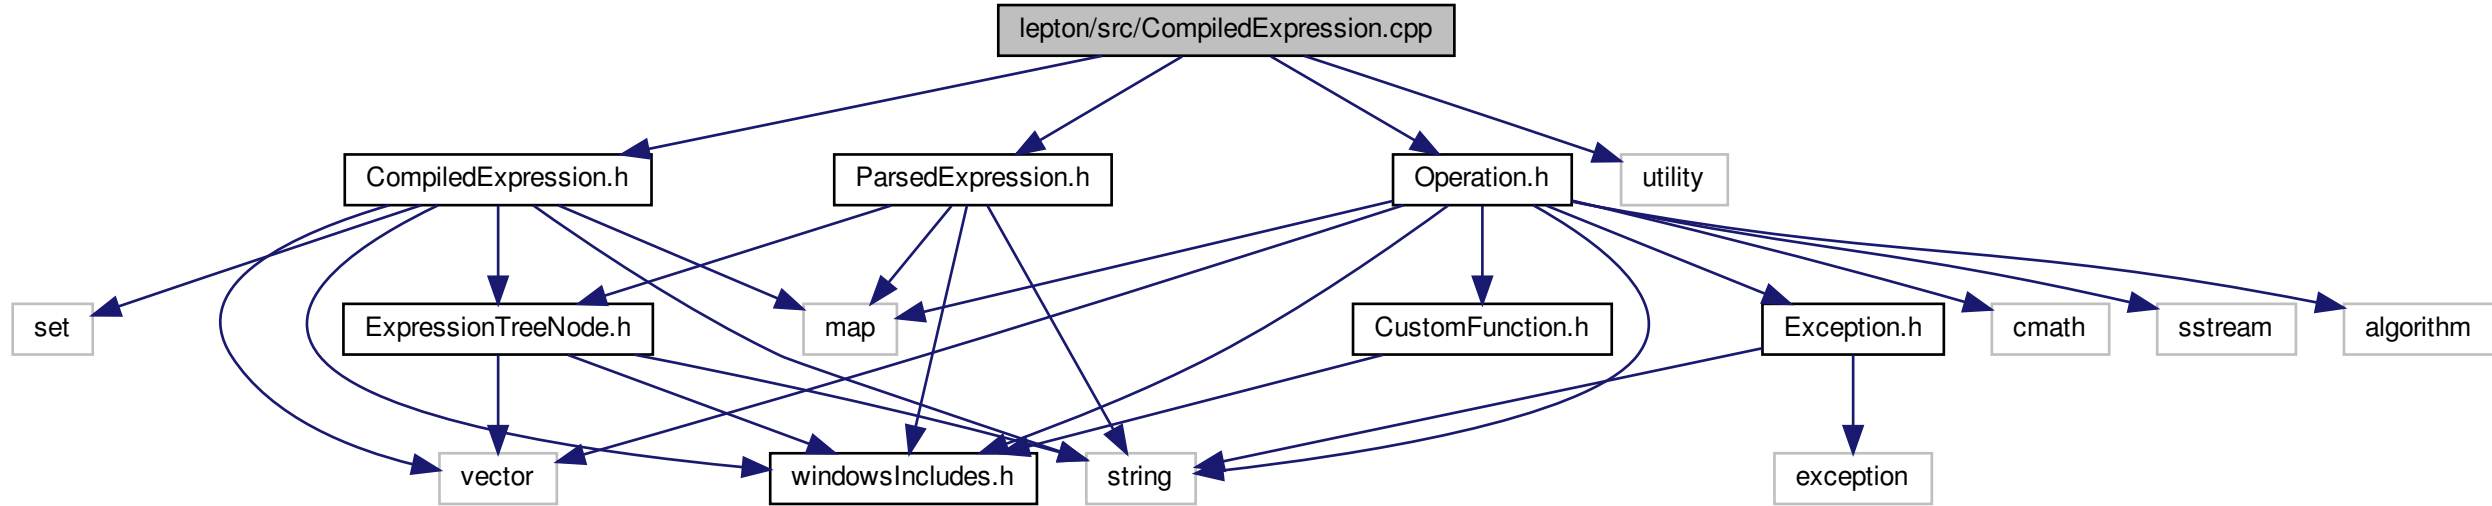 lepton/src/CompiledExpression.cpp
CompiledExpression.h
ParsedExpression.h
Operation.h
utility
set
ExpressionTreeNode.h
map
CustomFunction.h
Exception.h
cmath
sstream
algorithm
vector
windowsIncludes.h
string
exception